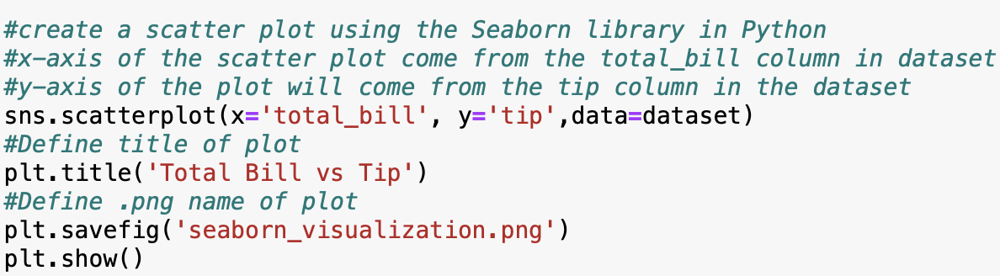 #create a scatter plot using the Seaborn library in Python
#x-axis of the scatter plot come from the total_bill column in dataset
#y-axis of the plot will come from the tip column in the dataset
sns.scatterplot(x='total_bill', y='tip',data=dataset)
#Define title of plot
plt.title('Total Bill vs Tip')
#Define .png name of plot
plt.savefig('seaborn_visualization.png')
plt.show()